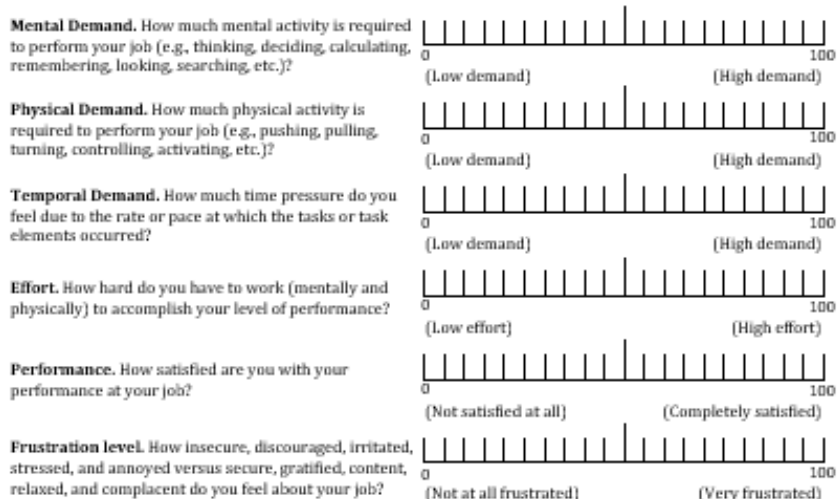 Mental Demand. How much mental activity is required
to perform your job (e.g., thinking, deciding, calculating,
remembering, looking, searching, etc.)?
0 100
(Low demand) (High demand)
Physical Demand. How much physical activity is
required to perform your job (e.g., pushing, pulling,
turning, controlling, activating, etc.)?
0 100
(Low demand) (High demand)
Temporal Demand. How much time pressure do you
feel due to the rate or pace at which the tasks or task
elements occurred?
0 100
(Low demand) (High demand)
Effort. How hard do you have to work (mentally and
physically) to accomplish your level of performance?
0 100
(Low effort) (High effort)
Performance. How satisfied are you with your
performance at your job?
0 100
(Not satisfied at all) (Completely satisfied)
Frustration level. How insecure, discouraged, irritated,
stressed, and annoyed versus secure, gratified, content,
relaxed, and complacent do you feel about your job?
0 100
(Not at all frustrated) (Very frustrated)